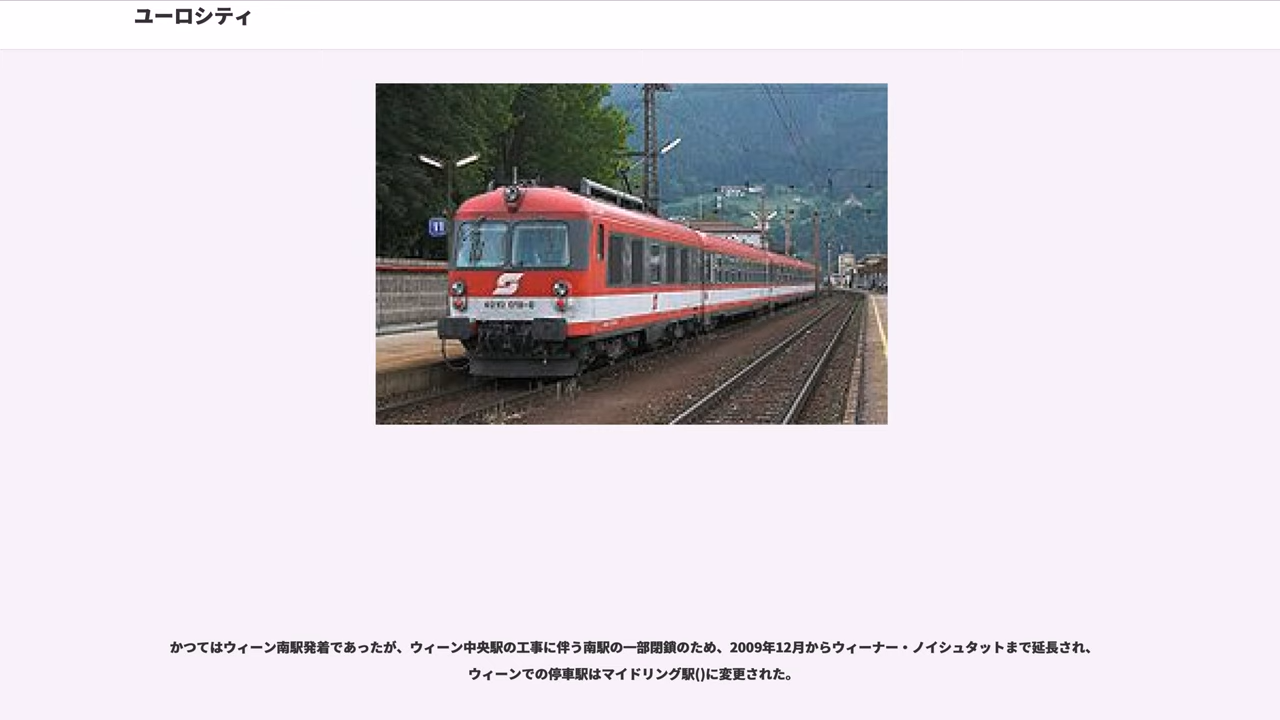 ユーロシティ
11
かつてはウィーン南駅発着であったが、ウィーン中央駅の工事に伴う南駅の一部閉鎖のため、2009年12月からウィーナー・ノイシュタットまで延長され、
ウィーンでの停車駅はマイドリング駅()に変更された。